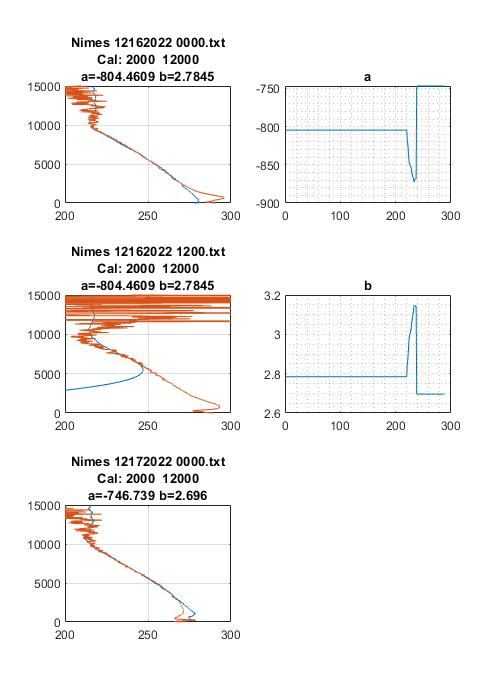 Nimes 12162022 0000.txt
Cal: 2000  12000
a=-804.4609 b=2.7845
15000
10000
5000
0
200 250 300
a
-750
-800
-850
-900
0 100 200 300
Nimes 12162022 1200.txt
Cal: 2000  12000
a=-804.4609 b=2.7845
15000
10000
5000
0
200 250 300
b
3.2
3
2.8
2.6
0 100 200 300
Nimes 12172022 0000.txt
Cal: 2000  12000
a=-746.739 b=2.696
15000
10000
5000
0
200 250 300